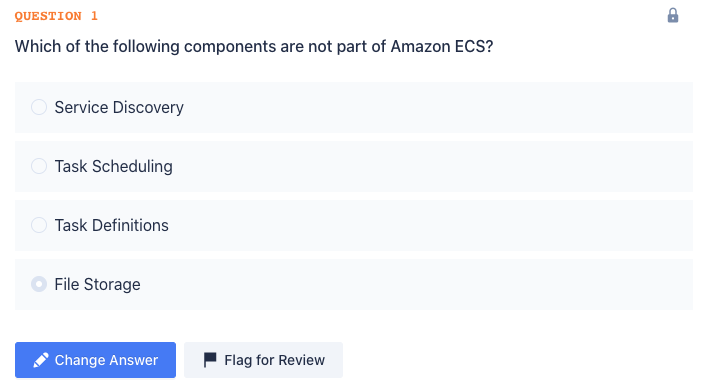 QUESTION 1
Which of the following components are not part of Amazon ECS?
Service Discovery
Task Scheduling
Task Definitions
File Storage
Change Answer
Flag for Review